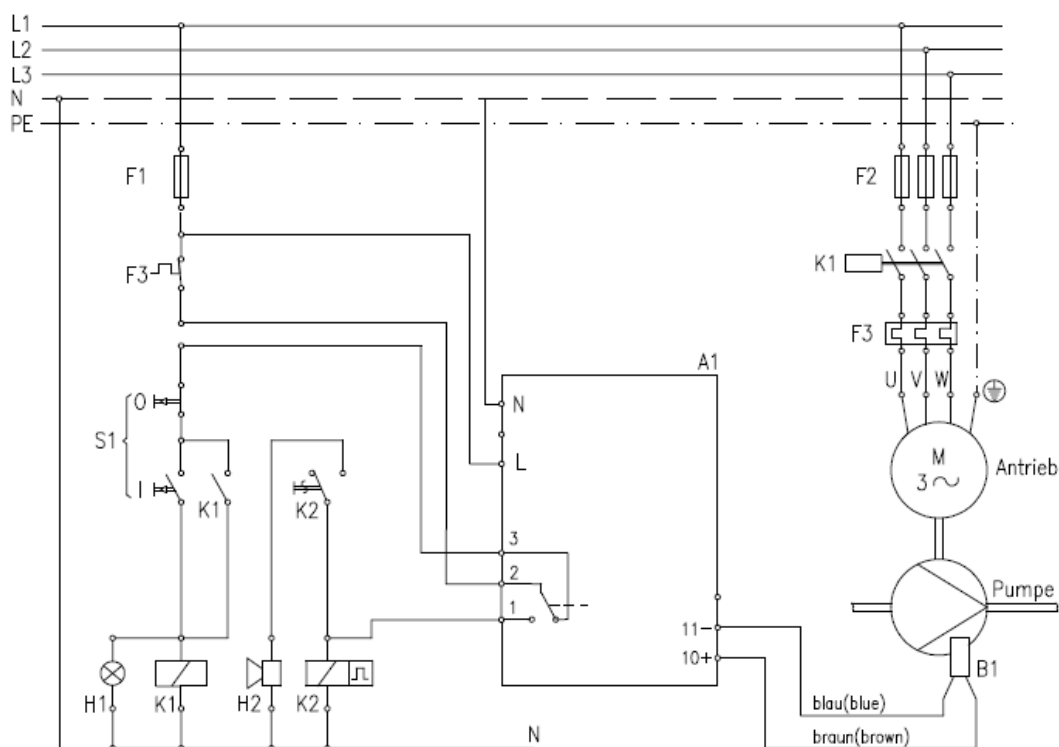 L1
L2
L3
N
PE
F1
F2
F3
K1
F3
A1
U V W
N
O
S1
L
M
3
Antrieb
I
K1
K2
3
2
Pumpe
1
11-
10+
B1
H1
K1
H2
K2
blau(blue)
N
braun(brown)